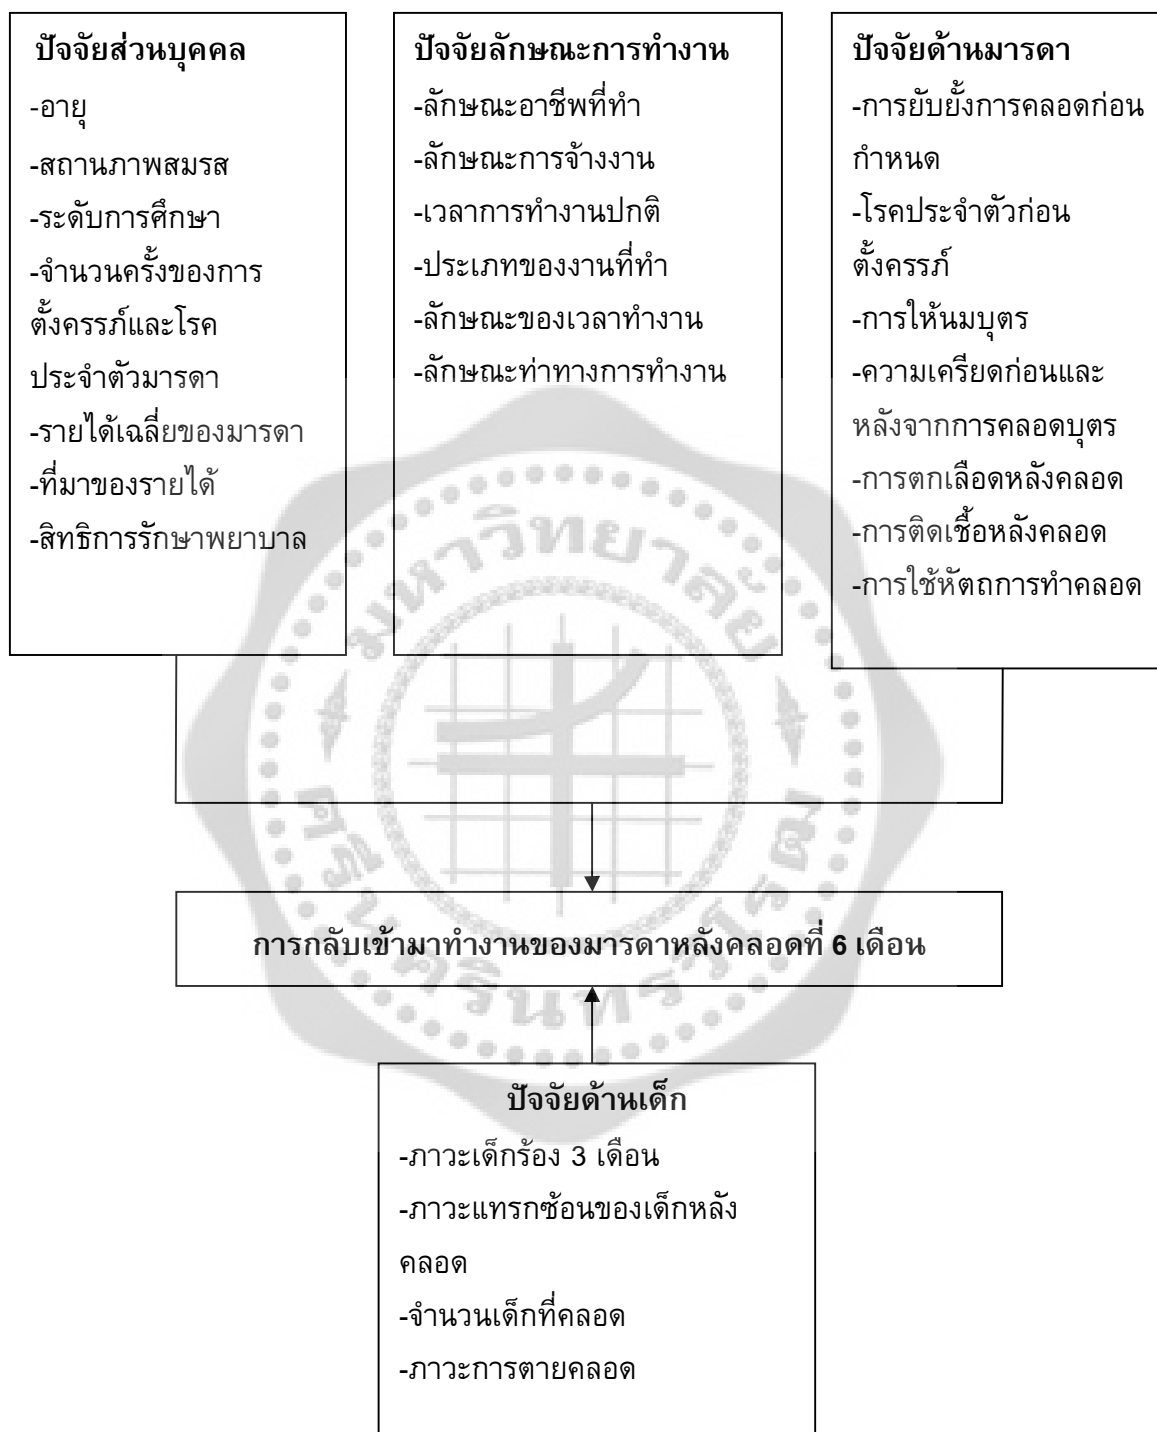 ปัจจัยส่วนบุคคล
-อายุ
-สถานภาพสมรส
-ระดับการศึกษา
-จำนวนครั้งของการ
ตั้งครรภ์และโรค
ประจำตัวมารดา
-รายได้เฉลี่ยของมารดา
-ที่มาของรายได้
-สิทธิการรักษาพยาบาล
ปัจจัยลักษณะการทำงาน
-ลักษณะอาชีพที่ทำ
-ลักษณะการจ้างงาน
-เวลาการทำงานปกติ
-ประเภทของงานที่ทำ
-ลักษณะของเวลาทำงาน
-ลักษณะท่าทางการทำงาน
ปัจจัยด้านมารดา
-การยับยั้งการคลอดก่อน
กำหนด
-โรคประจำตัวก่อน
ตั้งครรภ์
-การให้นมบุตร
-ความเครียดก่อนและ
หลังจากการคลอดบุตร
-การตกเลือดหลังคลอด
-การติดเชื้อหลังคลอด
-การใช้หัตถการทำคลอด
มหาวิทยาลัย
ศรีนครินทรวิโรฒ
การกลับเข้ามาทำงานของมารดาหลังคลอดที่ 6 เดือน
ปัจจัยด้านเด็ก
-ภาวะเด็กร้อง 3 เดือน
-ภาวะแทรกซ้อนของเด็กหลัง
คลอด
-จำนวนเด็กที่คลอด
-ภาวะการตายคลอด